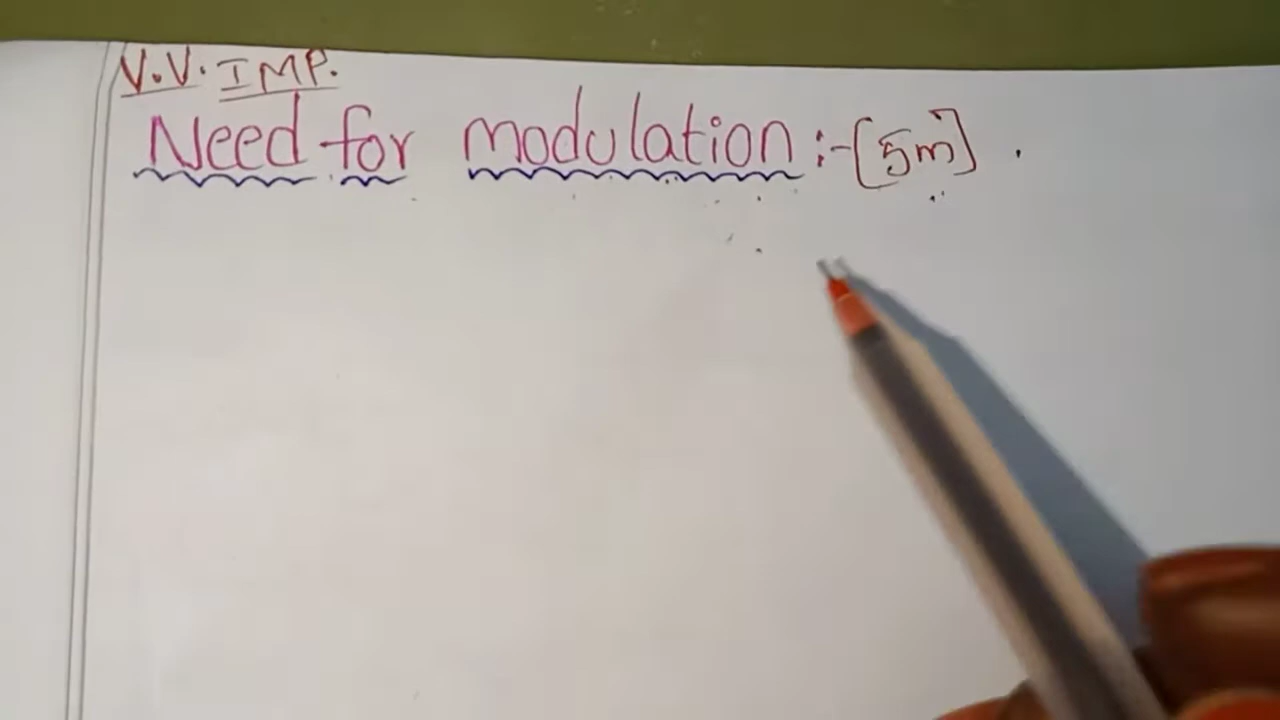 V.V. IMP.
Need for modulation :- [5m] .